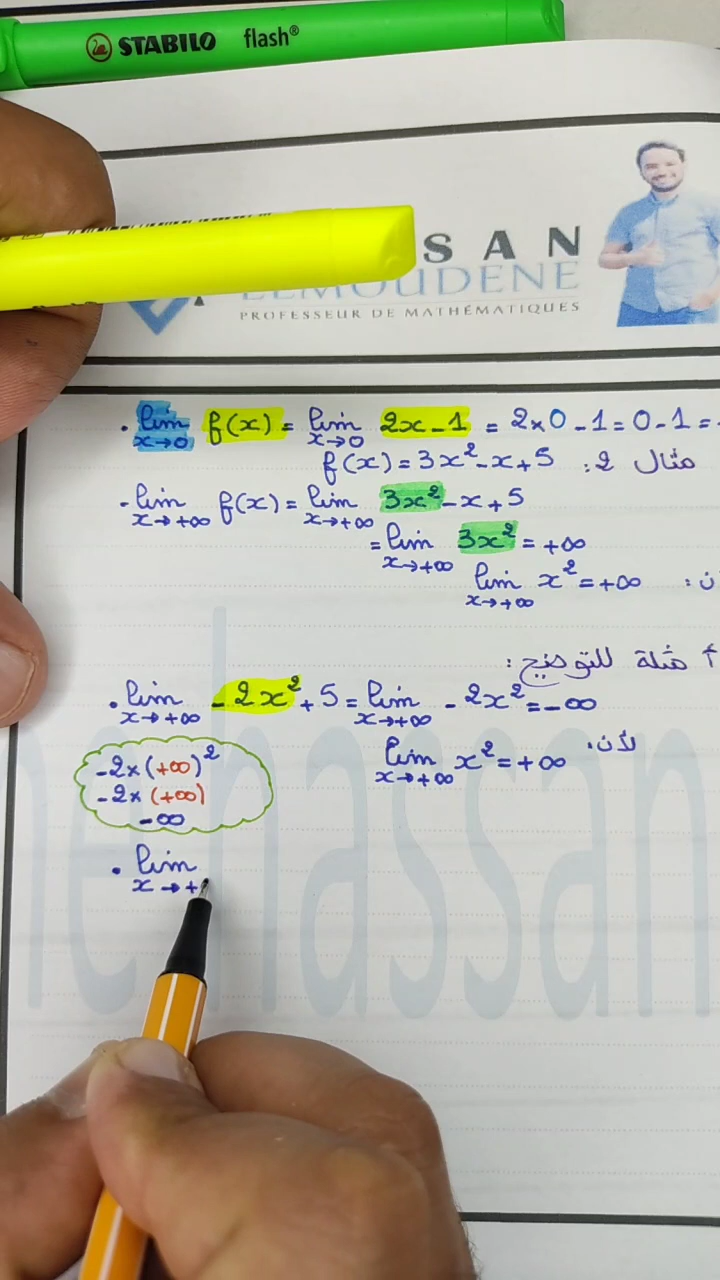 STABILO flash®
SAN
LEMOUDENE
PROFESSEUR DE MATHÉMATIQUES
. lim x→0 f(x) = lim x→0 2x - 1 = 2×0 - 1 = 0 - 1 =
مثال 2: f(x) = 3x² - x + 5
- lim x→+∞ f(x) = lim x→+∞ 3x² - x + 5
= lim x→+∞ 3x² = +∞
lim x→+∞ x² = +∞
أمثلة للتوضيح:
. lim x→+∞ -2x² + 5 = lim x→+∞ -2x² = -∞
لأن: lim x→+∞ x² = +∞
-2×(+∞)²
-2×(+∞)
-∞
. lim x→+
hassan